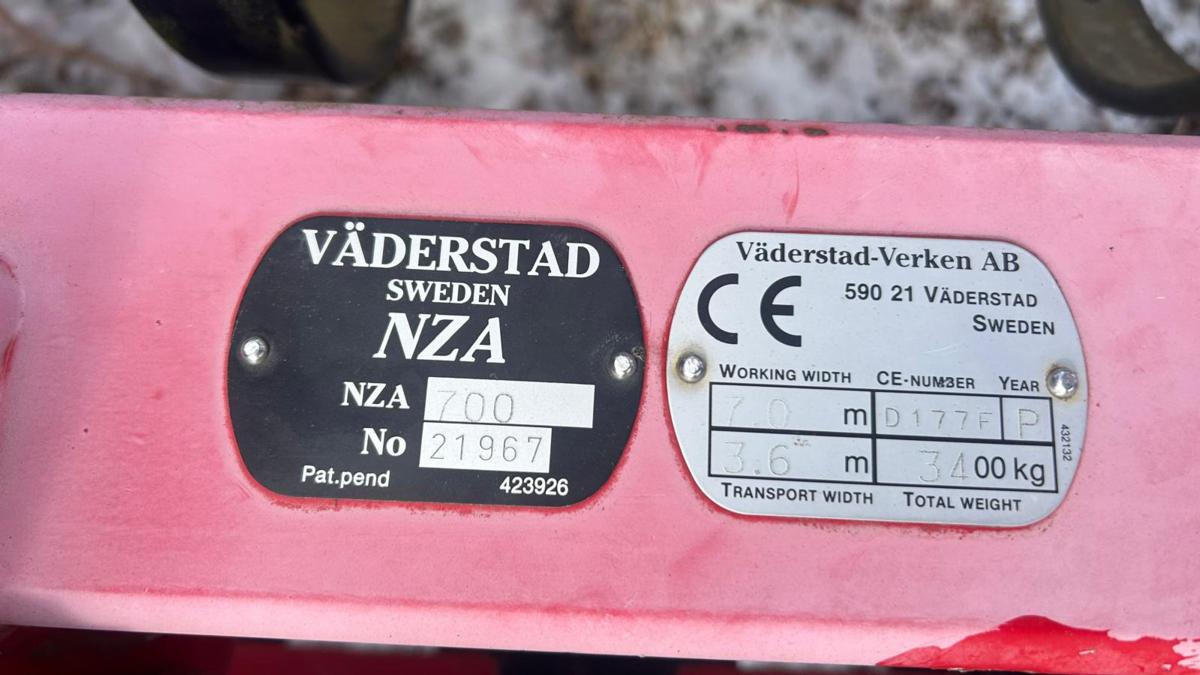 VÄDERSTAD
SWEDEN
NZA
NZA 700
No 21967
Pat.pend 423926
Väderstad-Verken AB
CE 590 21 VÄDERSTAD
SWEDEN
WORKING WIDTH CE-NUMBER YEAR
7.0 m D177F P
3.6 m 3400 kg
432132
TRANSPORT WIDTH TOTAL WEIGHT